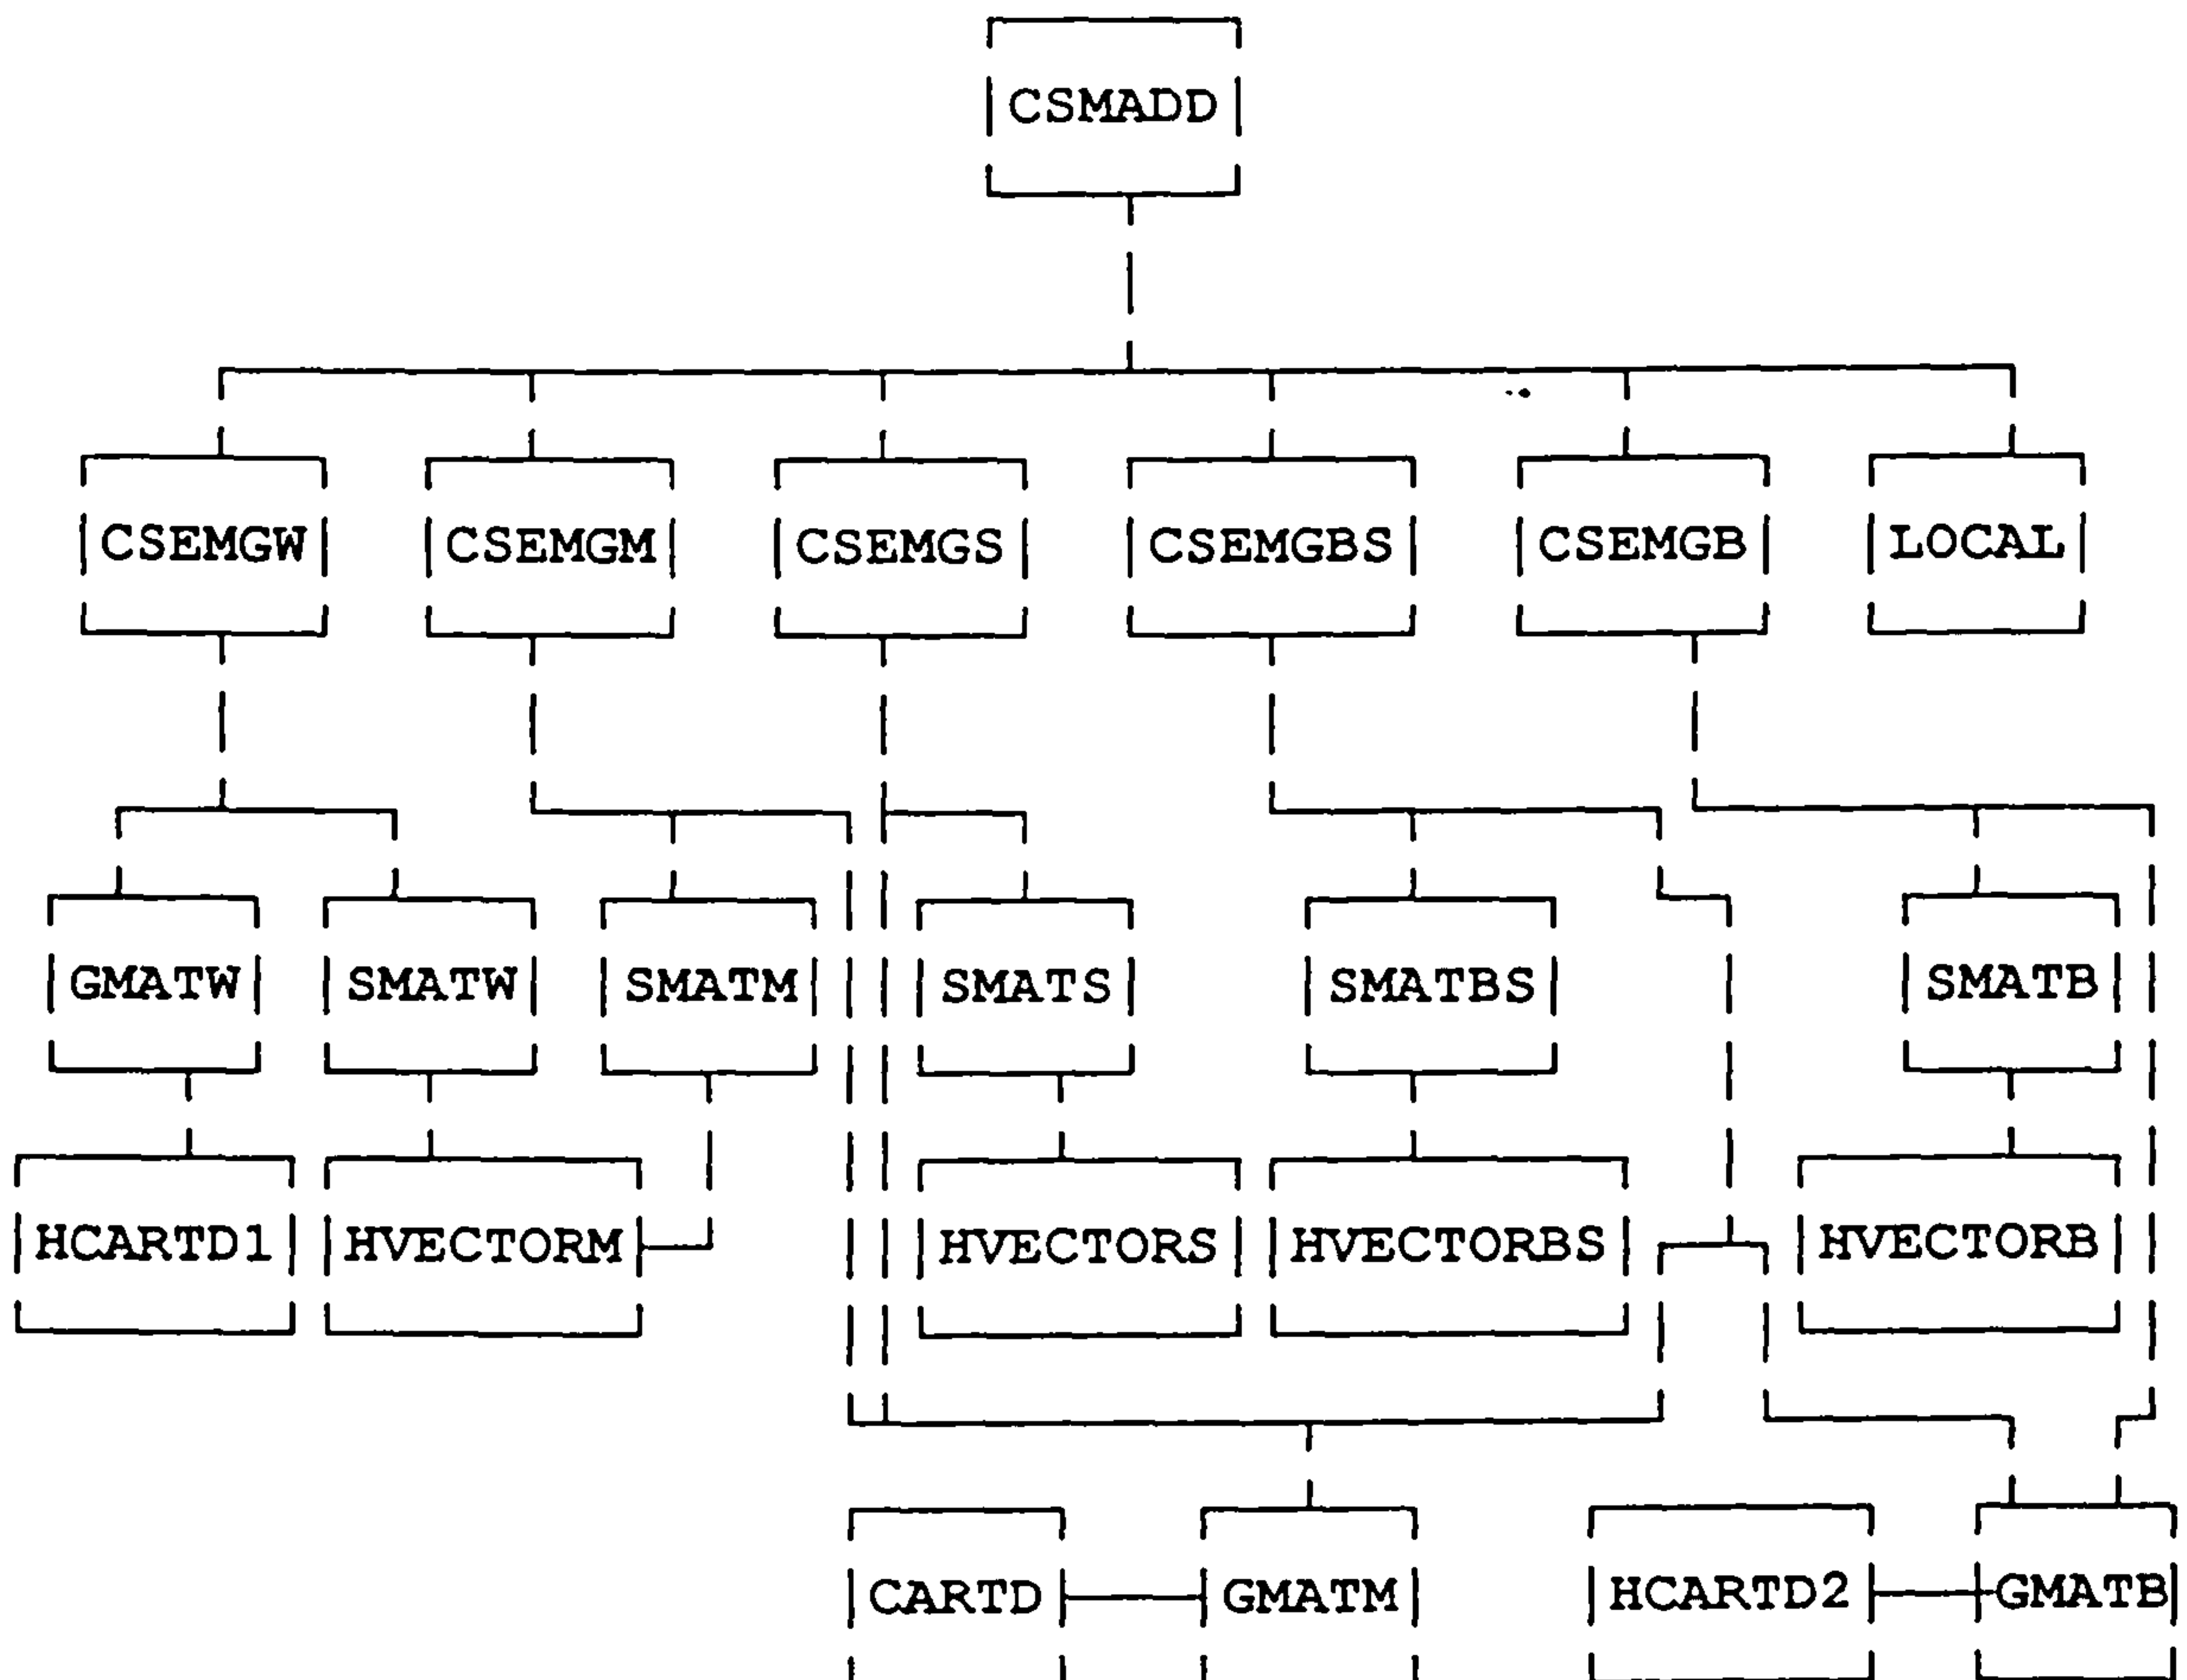 CSMADD
CSEMGW CSEMGM CSEMGS CSEMGBS CSEMGB LOCAL
GMATW SMATW SMATM SMATS SMATBS SMATB
HCARTD1 HVECTORM HVECTORS HVECTORBS HVECTORB
CARTD GMATM HCARTD2 GMATB